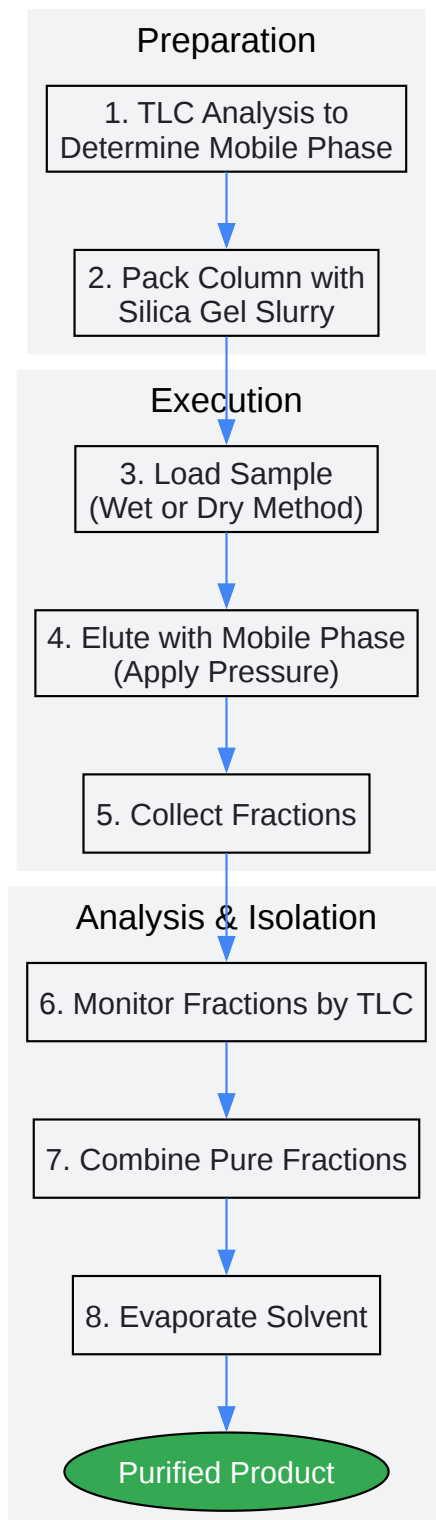 Preparation
1. TLC Analysis to
Determine Mobile Phase
2. Pack Column with
Silica Gel Slurry
Execution
3. Load Sample
(Wet or Dry Method)
4. Elute with Mobile Phase
(Apply Pressure)
5. Collect Fractions
Analysis & Isolation
6. Monitor Fractions by TLC
7. Combine Pure Fractions
8. Evaporate Solvent
Purified Product